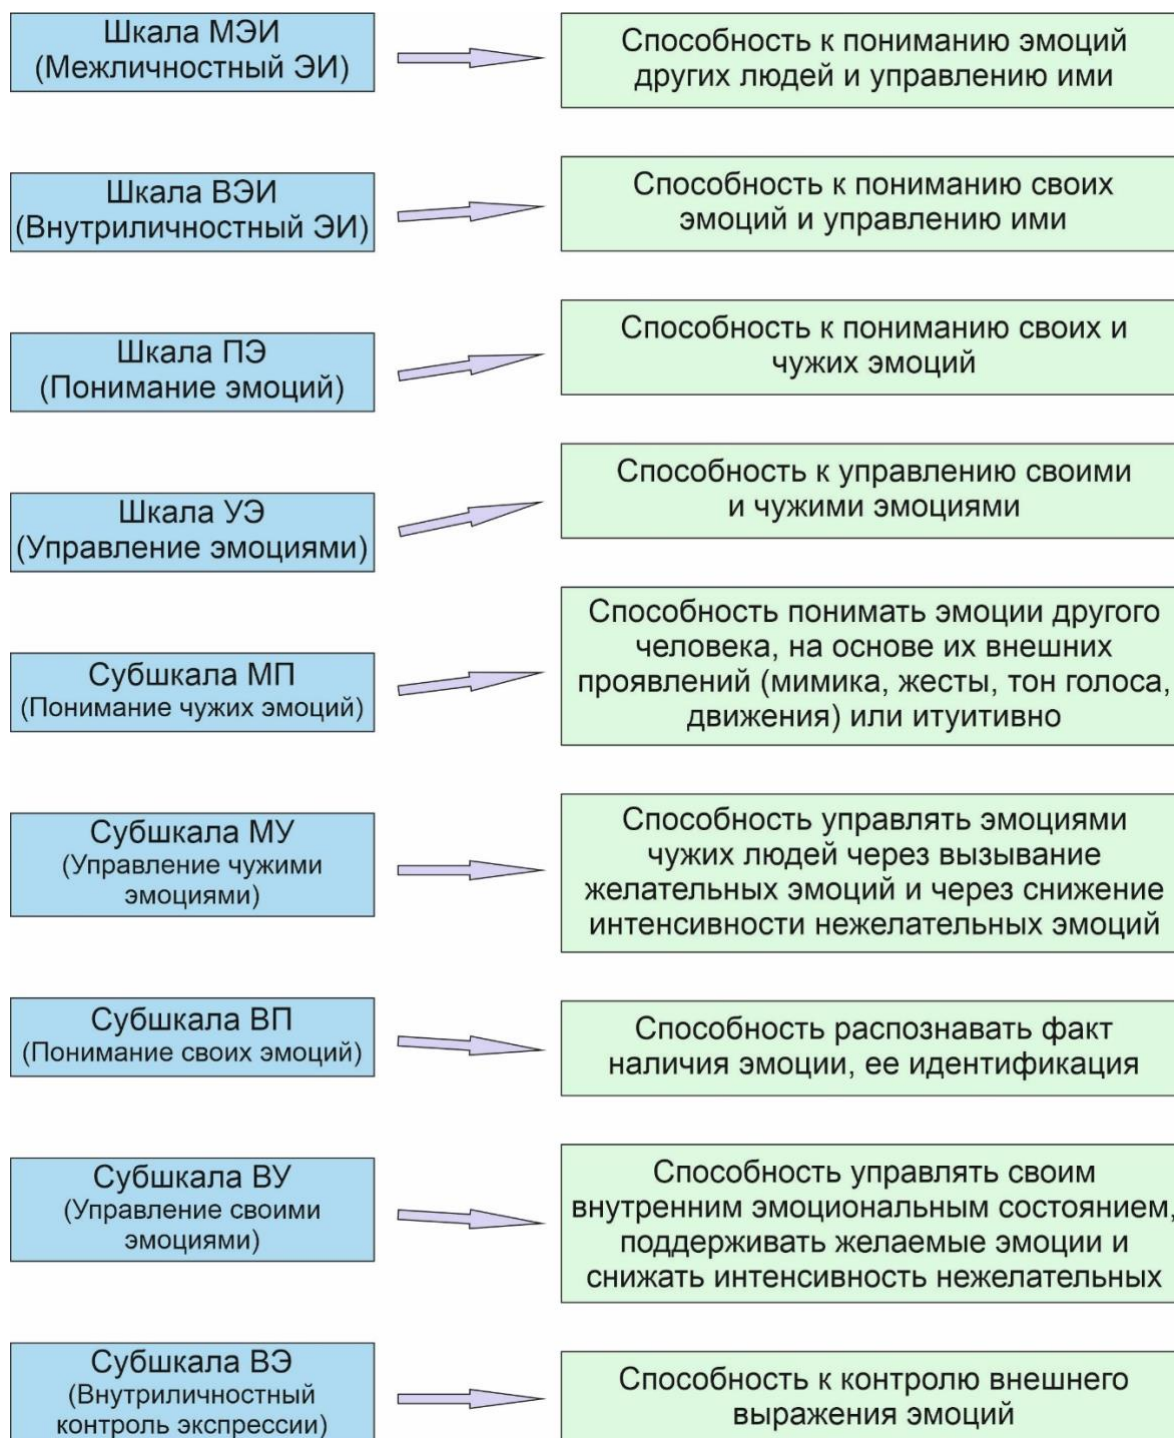 Шкала МЭИ
(Межличностный ЭИ)
Способность к пониманию эмоций
других людей и управлению ими
Шкала ВЭИ
(Внутриличностный ЭИ)
Способность к пониманию своих
эмоций и управлению ими
Шкала ПЭ
(Понимание эмоций)
Способность к пониманию своих и
чужих эмоций
Шкала УЭ
(Управление эмоциями)
Способность к управлению своими
и чужими эмоциями
Субшкала МП
(Понимание чужих эмоций)
Способность понимать эмоции другого
человека, на основе их внешних
проявлений (мимика, жесты, тон голоса,
движения) или итуитивно
Субшкала МУ
(Управление чужими
эмоциями)
Способность управлять эмоциями
чужих людей через вызывание
желательных эмоций и через снижение
интенсивности нежелательных эмоций
Субшкала ВП
(Понимание своих эмоций)
Способность распознавать факт
наличия эмоции, ее идентификация
Субшкала ВУ
(Управление своими
эмоциями)
Способность управлять своим
внутренним эмоциональным состоянием,
поддерживать желаемые эмоции и
снижать интенсивность нежелательных
Субшкала ВЭ
(Внутриличностный
контроль экспрессии)
Способность к контролю внешнего
выражения эмоций